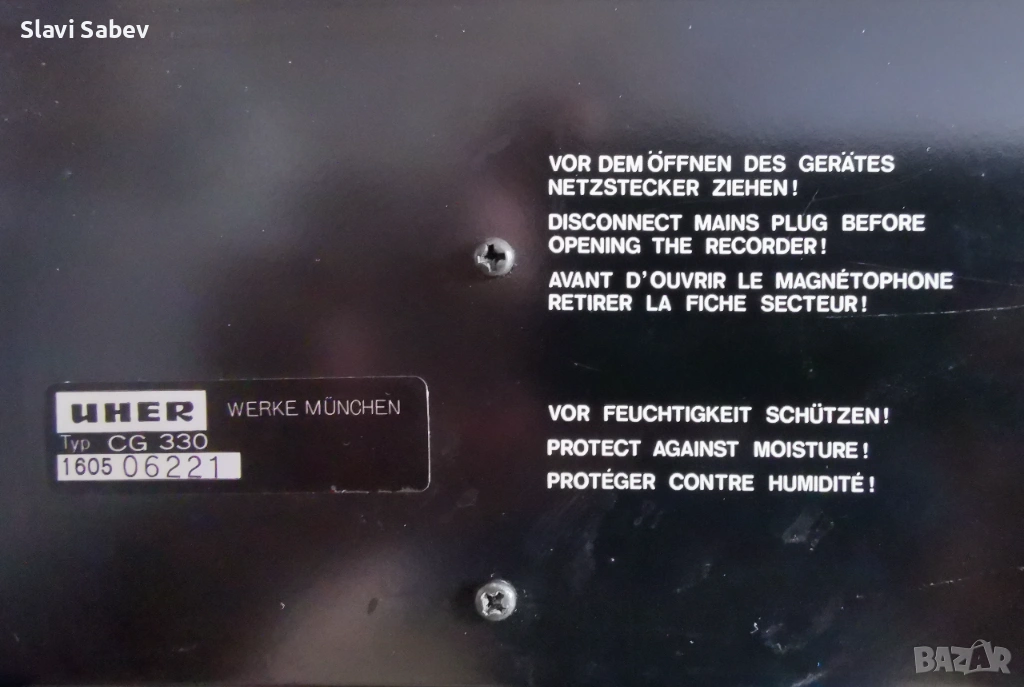 Slavi Sabev
VOR DEM ÖFFNEN DES GERÄTES
NETZSTECKER ZIEHEN!
DISCONNECT MAINS PLUG BEFORE
OPENING THE RECORDER!
AVANT D'OUVRIR LE MAGNÉTOPHONE
RETIRER LA FICHE SECTEUR!
UHER WERKE MÜNCHEN
Typ CG 330
1605 06221
VOR FEUCHTIGKEIT SCHÜTZEN!
PROTECT AGAINST MOISTURE!
PROTÉGER CONTRE HUMIDITÉ!
BAZAR